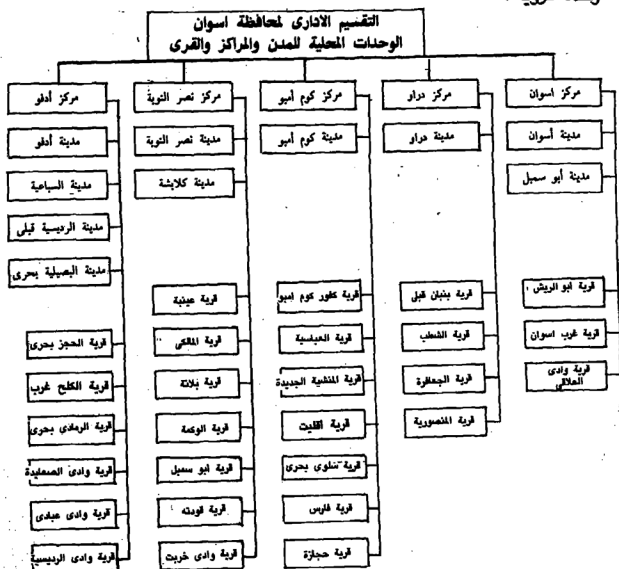 التقسيم الادارى لمحافظة اسوان
الوحدات المحلية للمدن والمراكز والقرى
مركز اسوان
مركز دراو
مركز كوم أمبو
مركز نصر النوبة
مركز أدفو
مدينة أسوان
مدينة دراو
مدينة كوم أمبو
مدينة نصر النوبة
مدينة أدفو
مدينة أبو سمبل
مدينة كلابشة
مدينة السباعية
مدينة الرديسية قبلى
مدينة البصيلية بحرى
قرية ابو الريش
قرية بنبان قبلى
قرية كفور كوم امبو
قرية عنيبة
قرية غرب اسوان
قرية الشطب
قرية العباسية
قرية المالكى
قرية الحجز بحرى
قرية وادى
العلاقى
قرية الجعافرة
قرية المنشية الجديدة
قرية بلانة
قرية الكلح غرب
قرية المنصورية
قرية اقليت
قرية الوكمة
قرية الرمادى بحرى
قرية سلوى بحرى
قرية ابو سمبل
قرية وادى الصعايدة
قرية فارس
قرية قورته
قرية وادى عبادى
قرية حجازة
قرية وادى خريت
قرية وادى الرديسية